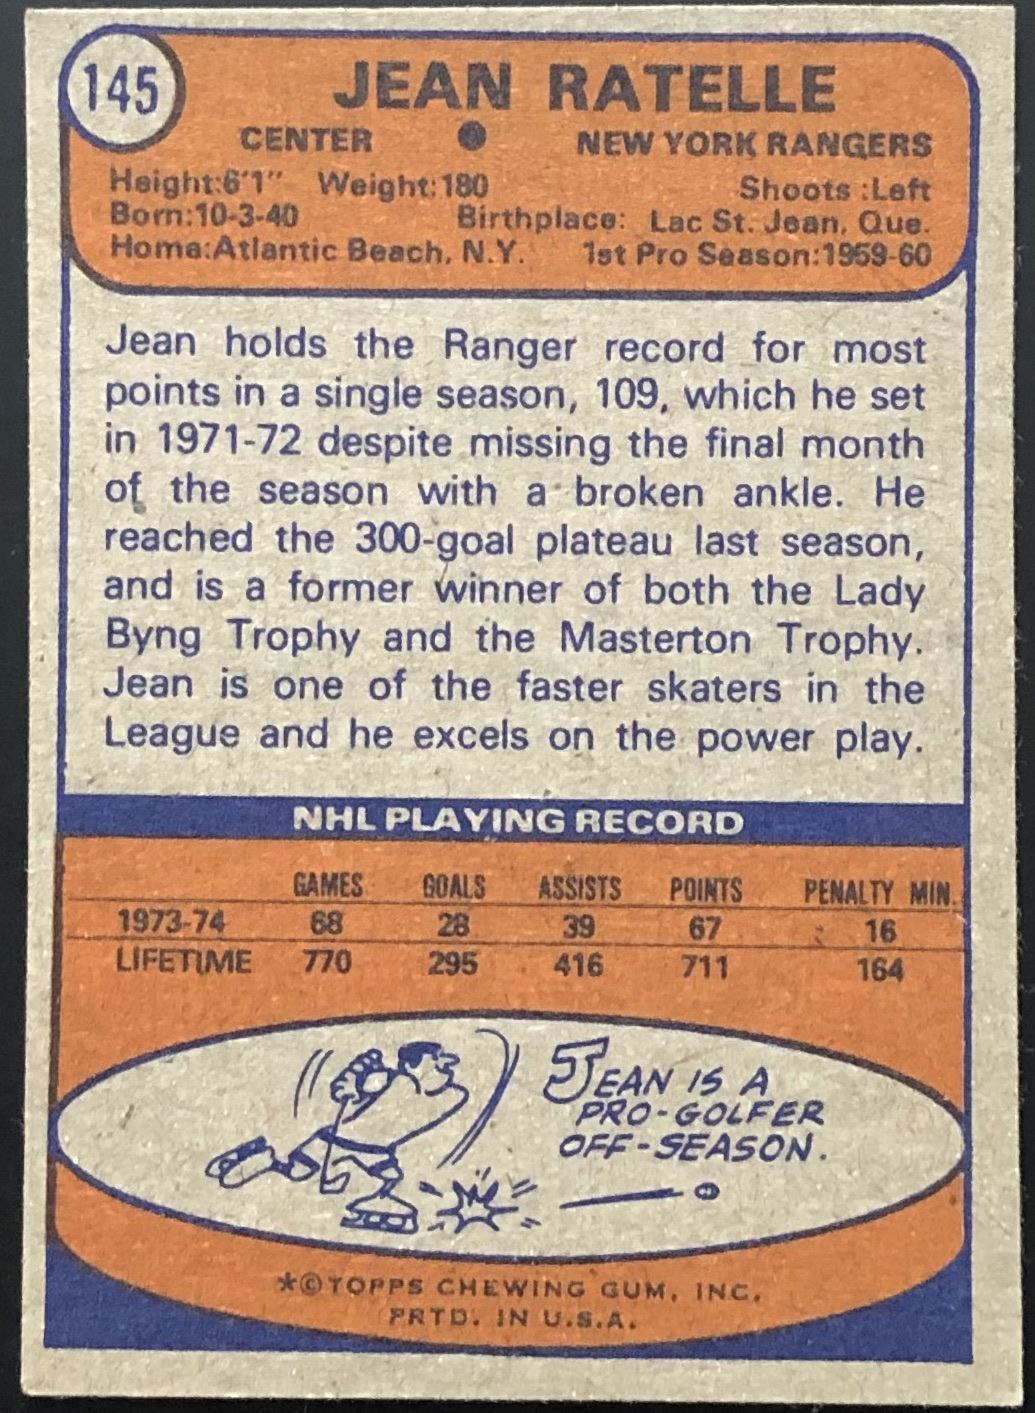 145
JEAN RATELLE
CENTER ● NEW YORK RANGERS
Height:6'1" Weight:180 Shoots :Left
Born:10-3-40 Birthplace: Lac St. Jean, Que.
Home:Atlantic Beach, N.Y. 1st Pro Season:1959-60
Jean holds the Ranger record for most
points in a single season, 109, which he set
in 1971-72 despite missing the final month
of the season with a broken ankle. He
reached the 300-goal plateau last season,
and is a former winner of both the Lady
Byng Trophy and the Masterton Trophy.
Jean is one of the faster skaters in the
League and he excels on the power play.
NHL PLAYING RECORD
GAMES GOALS ASSISTS POINTS PENALTY MIN.
1973-74 68 28 39 67 16
LIFETIME 770 295 416 711 164
JEAN IS A
PRO-GOLFER
OFF-SEASON.
*©TOPPS CHEWING GUM, INC.
PRTD. IN U.S.A.